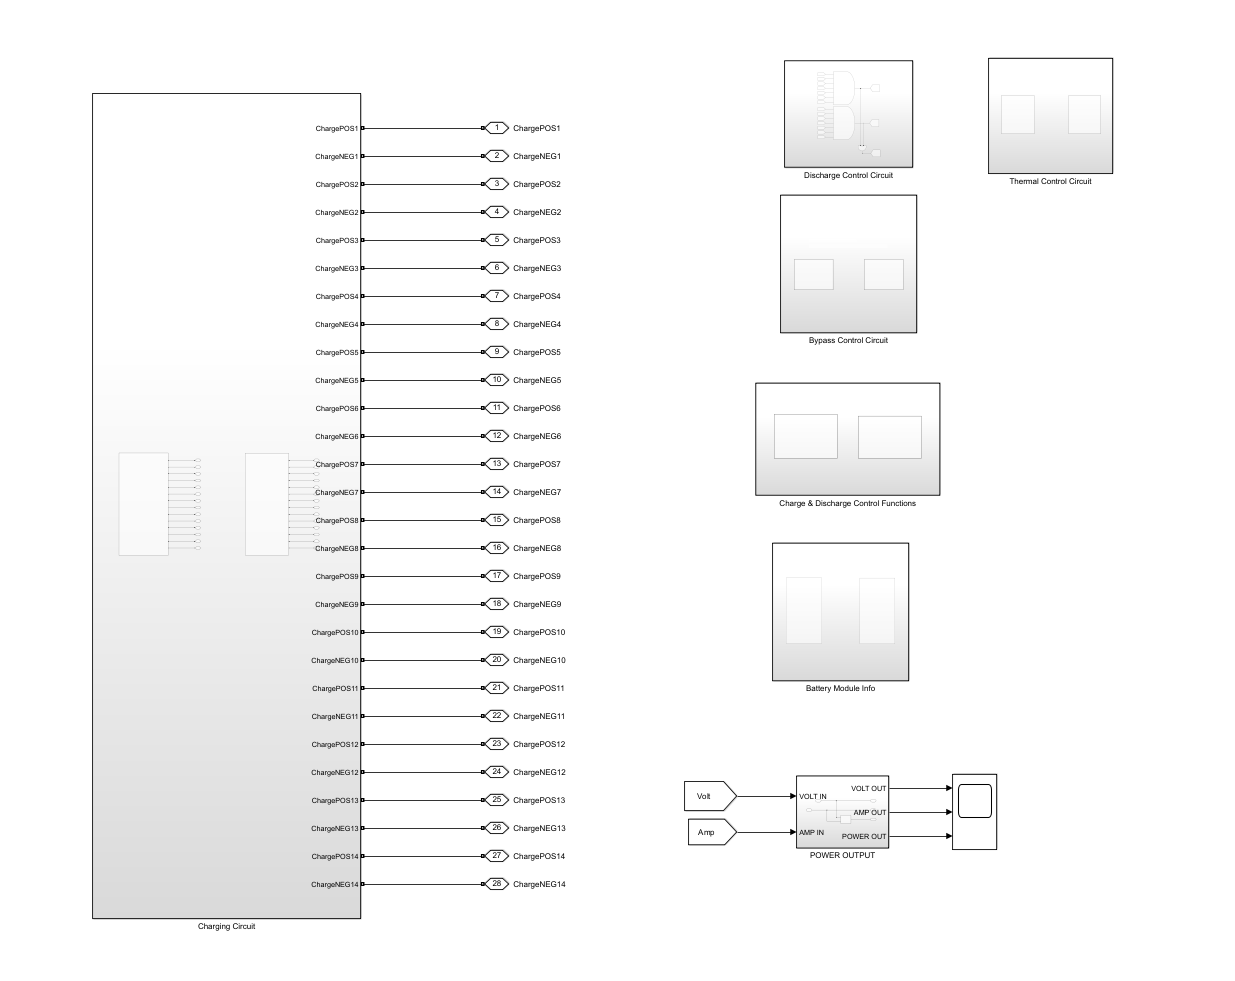 ChargePOS1 1 ChargePOS1
ChargeNEG1 2 ChargeNEG1
ChargePOS2 3 ChargePOS2
ChargeNEG2 4 ChargeNEG2
ChargePOS3 5 ChargePOS3
ChargeNEG3 6 ChargeNEG3
ChargePOS4 7 ChargePOS4
ChargeNEG4 8 ChargeNEG4
ChargePOS5 9 ChargePOS5
ChargeNEG5 10 ChargeNEG5
ChargePOS6 11 ChargePOS6
ChargeNEG6 12 ChargeNEG6
ChargePOS7 13 ChargePOS7
ChargeNEG7 14 ChargeNEG7
ChargePOS8 15 ChargePOS8
ChargeNEG8 16 ChargeNEG8
ChargePOS9 17 ChargePOS9
ChargeNEG9 18 ChargeNEG9
ChargePOS10 19 ChargePOS10
ChargeNEG10 20 ChargeNEG10
ChargePOS11 21 ChargePOS11
ChargeNEG11 22 ChargeNEG11
ChargePOS12 23 ChargePOS12
ChargeNEG12 24 ChargeNEG12
ChargePOS13 25 ChargePOS13
ChargeNEG13 26 ChargeNEG13
ChargePOS14 27 ChargePOS14
ChargeNEG14 28 ChargeNEG14
Charging Circuit
Discharge Control Circuit
Thermal Control Circuit
Bypass Control Circuit
Charge & Discharge Control Functions
Battery Module Info
Volt
Amp
VOLT IN
AMP IN
VOLT OUT
AMP OUT
POWER OUT
POWER OUTPUT